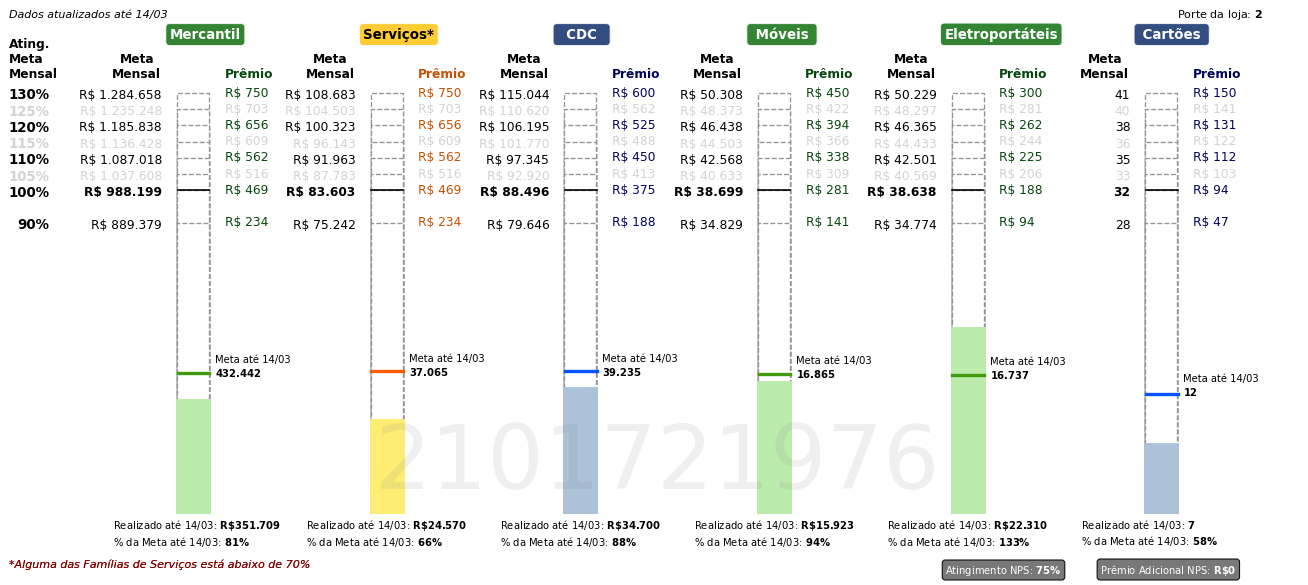 Dados atualizados até 14/03
Porte da loja: 2
Mercantil Serviços* CDC Móveis Eletroportáteis Cartões
Ating. Meta Mensal
Meta Mensal Prêmio Meta Mensal Prêmio Meta Mensal Prêmio Meta Mensal Prêmio Meta Mensal Prêmio Meta Mensal Prêmio
130% R$ 1.284.658 R$ 750 R$ 108.683 R$ 750 R$ 115.044 R$ 600 R$ 50.308 R$ 450 R$ 50.229 R$ 300 41 R$ 150
125% R$ 1.235.248 R$ 703 R$ 104.503 R$ 703 R$ 110.620 R$ 562 R$ 48.373 R$ 422 R$ 48.297 R$ 281 40 R$ 141
120% R$ 1.185.838 R$ 656 R$ 100.323 R$ 656 R$ 106.195 R$ 525 R$ 46.438 R$ 394 R$ 46.365 R$ 262 38 R$ 131
115% R$ 1.136.428 R$ 609 R$ 96.143 R$ 609 R$ 101.770 R$ 488 R$ 44.503 R$ 366 R$ 44.433 R$ 244 36 R$ 122
110% R$ 1.087.018 R$ 562 R$ 91.963 R$ 562 R$ 97.345 R$ 450 R$ 42.568 R$ 338 R$ 42.501 R$ 225 35 R$ 112
105% R$ 1.037.608 R$ 516 R$ 87.783 R$ 516 R$ 92.920 R$ 413 R$ 40.633 R$ 309 R$ 40.569 R$ 206 33 R$ 103
100% R$ 988.199 R$ 469 R$ 83.603 R$ 469 R$ 88.496 R$ 375 R$ 38.699 R$ 281 R$ 38.638 R$ 188 32 R$ 94
90% R$ 889.379 R$ 234 R$ 75.242 R$ 234 R$ 79.646 R$ 188 R$ 34.829 R$ 141 R$ 34.774 R$ 94 28 R$ 47
Meta até 14/03 Meta até 14/03 Meta até 14/03 Meta até 14/03 Meta até 14/03 Meta até 14/03
432.442 37.065 39.235 16.865 16.737 12
2101721976
Realizado até 14/03: R$351.709 Realizado até 14/03: R$24.570 Realizado até 14/03: R$34.700 Realizado até 14/03: R$15.923 Realizado até 14/03: R$22.310 Realizado até 14/03: 7
% da Meta até 14/03: 81% % da Meta até 14/03: 66% % da Meta até 14/03: 88% % da Meta até 14/03: 94% % da Meta até 14/03: 133% % da Meta até 14/03: 58%
*Alguma das Famílias de Serviços está abaixo de 70%
Atingimento NPS: 75% Prêmio Adicional NPS: R$0